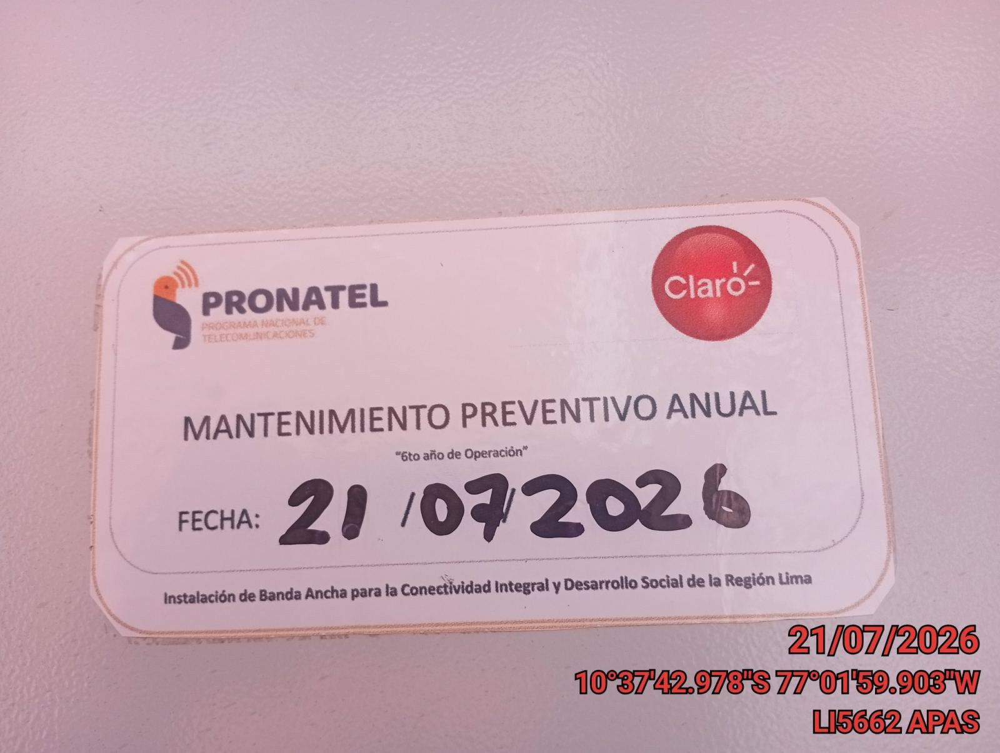 PRONATEL
PROGRAMA NACIONAL DE
TELECOMUNICACIONES
Claro
MANTENIMIENTO PREVENTIVO ANUAL
"6to año de Operación"
FECHA: 21/07/2026
Instalación de Banda Ancha para la Conectividad Integral y Desarrollo Social de la Región Lima
21/07/2026
10°37'42.978"S 77°01'59.903"W
LI5662 APAS